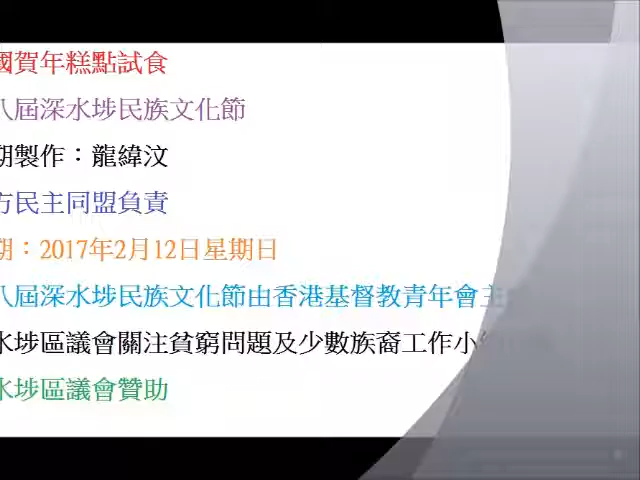 國賀年糕點試食
八屆深水埗民族文化節
期製作：龍緯汶
方民主同盟負責
期：2017年2月12日星期日
八屆深水埗民族文化節由香港基督教青年會主
水埗區議會關注貧窮問題及少數族裔工作小
水埗區議會贊助